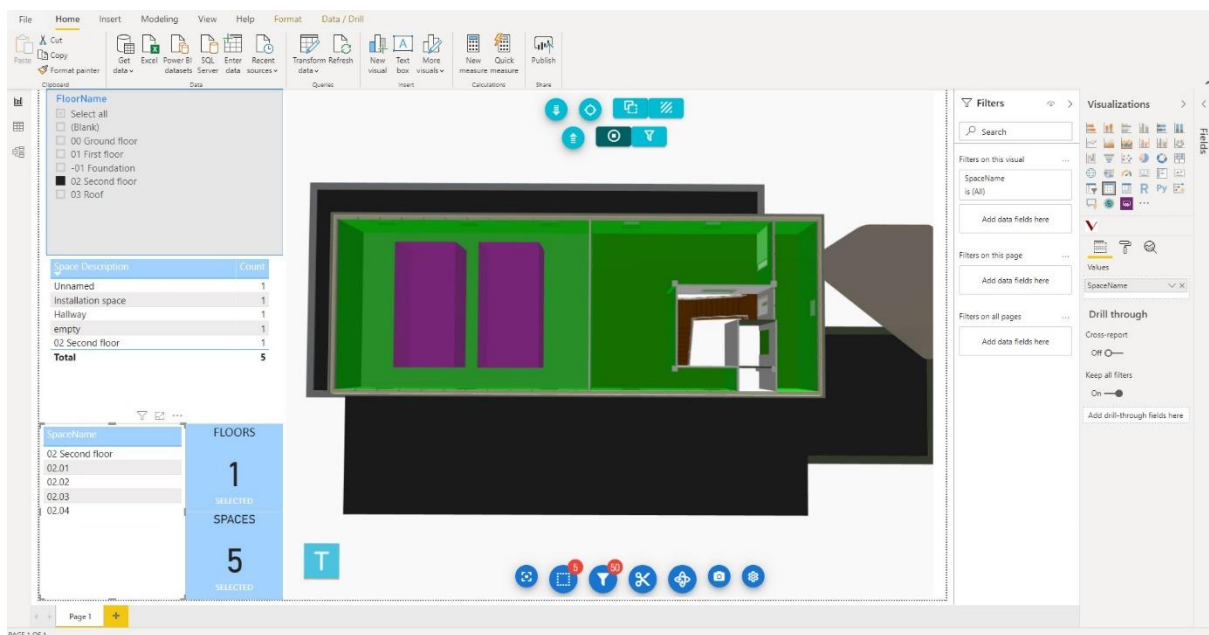 File Home Insert Modeling View Help Format Data / Drill
Paste
Cut
Copy
Format painter
Get data
Excel
Power BI datasets
SQL Server
Enter data
Recent sources
Transform data
Refresh
New visual
Text box
More visuals
New measure
Quick measure
Publish
Clipboard Data Queries Insert Calculations Share
FloorName
Select all
(Blank)
00 Ground floor
01 First floor
-01 Foundation
02 Second floor
03 Roof
Space Description Count
Unnamed 1
Installation space 1
Hallway 1
empty 1
02 Second floor 1
Total 5
SpaceName
02 Second floor
02.01
02.02
02.03
02.04
FLOORS
1
SELECTED
SPACES
5
SELECTED
T
5 50
Filters
Search
Filters on this visual
SpaceName
is (All)
Add data fields here
Filters on this page
Add data fields here
Filters on all pages
Add data fields here
Visualizations
R Py
Values
SpaceName
Drill through
Cross-report
Off
Keep all filters
On
Add drill-through fields here
Fields
Page 1
PAGE 1 OF 1